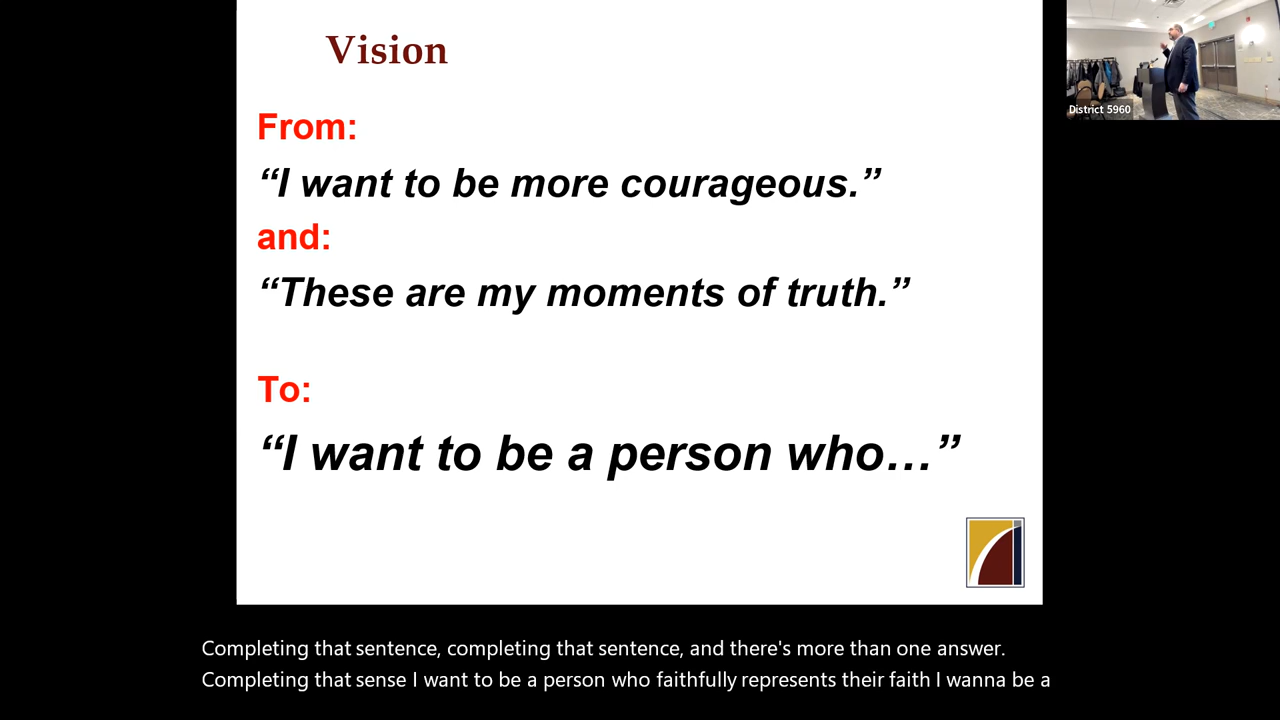 Vision
From:
“I want to be more courageous.”
and:
“These are my moments of truth.”
To:
“I want to be a person who…”
District 5960
Completing that sentence, completing that sentence, and there's more than one answer.
Completing that sense I want to be a person who faithfully represents their faith I wanna be a